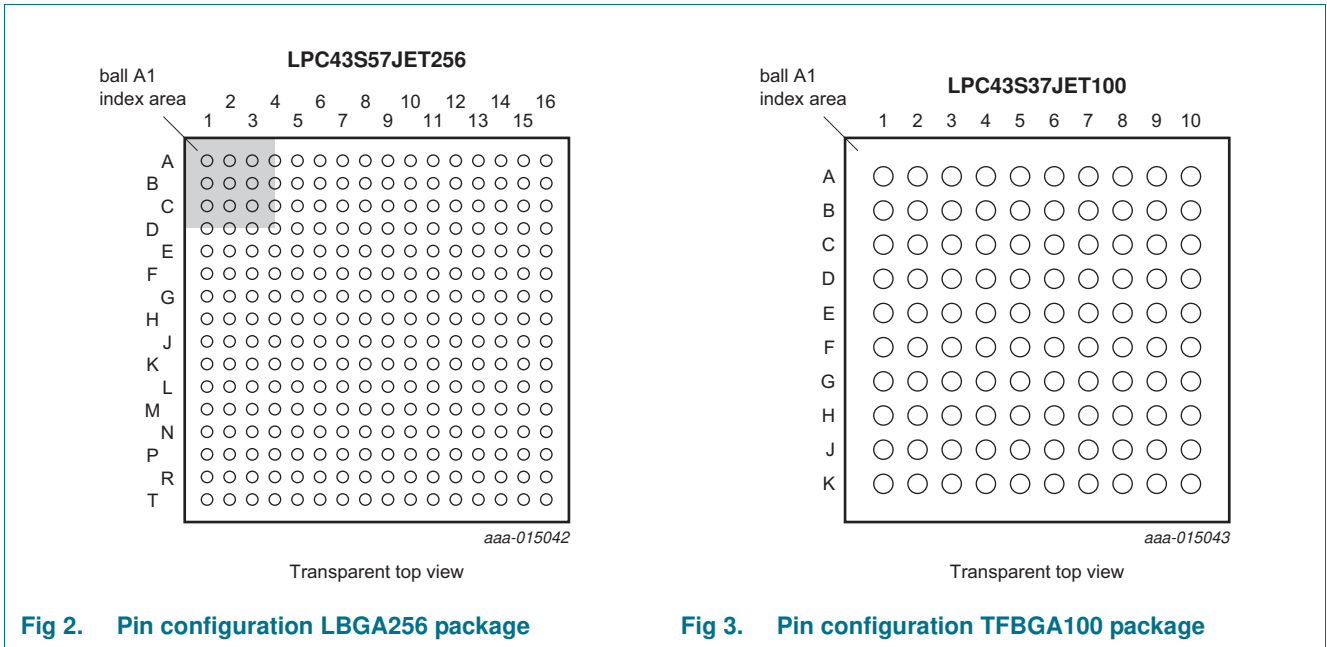 LPC43S57JET256
ball A1
index area
2 4 6 8 10 12 14 16
1 3 5 7 9 11 13 15
A
B
C
D
E
F
G
H
J
K
L
M
N
P
R
T
aaa-015042
Transparent top view
Fig 2. Pin configuration LBGA256 package
LPC43S37JET100
ball A1
index area
1 2 3 4 5 6 7 8 9 10
A
B
C
D
E
F
G
H
J
K
aaa-015043
Transparent top view
Fig 3. Pin configuration TFBGA100 package